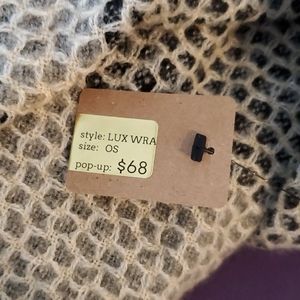 style: LUX WRA
size: OS
pop-up: $68